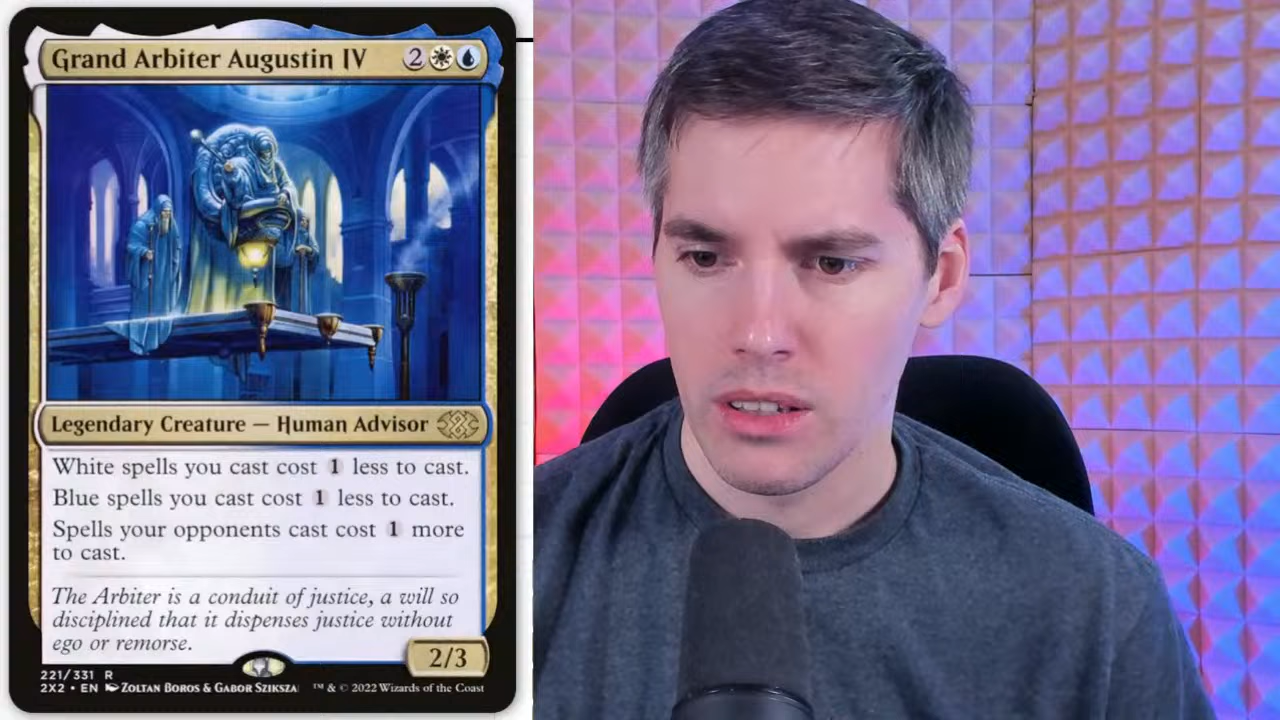 Grand Arbiter Augustin IV 2
Legendary Creature — Human Advisor
White spells you cast cost 1 less to cast.
Blue spells you cast cost 1 less to cast.
Spells your opponents cast cost 1 more
to cast.
The Arbiter is a conduit of justice, a will so
disciplined that it dispenses justice without
ego or remorse.
2/3
221/331 R
2X2 • EN ZOLTAN BOROS & GABOR SZIKSZAI ™ & © 2022 Wizards of the Coast